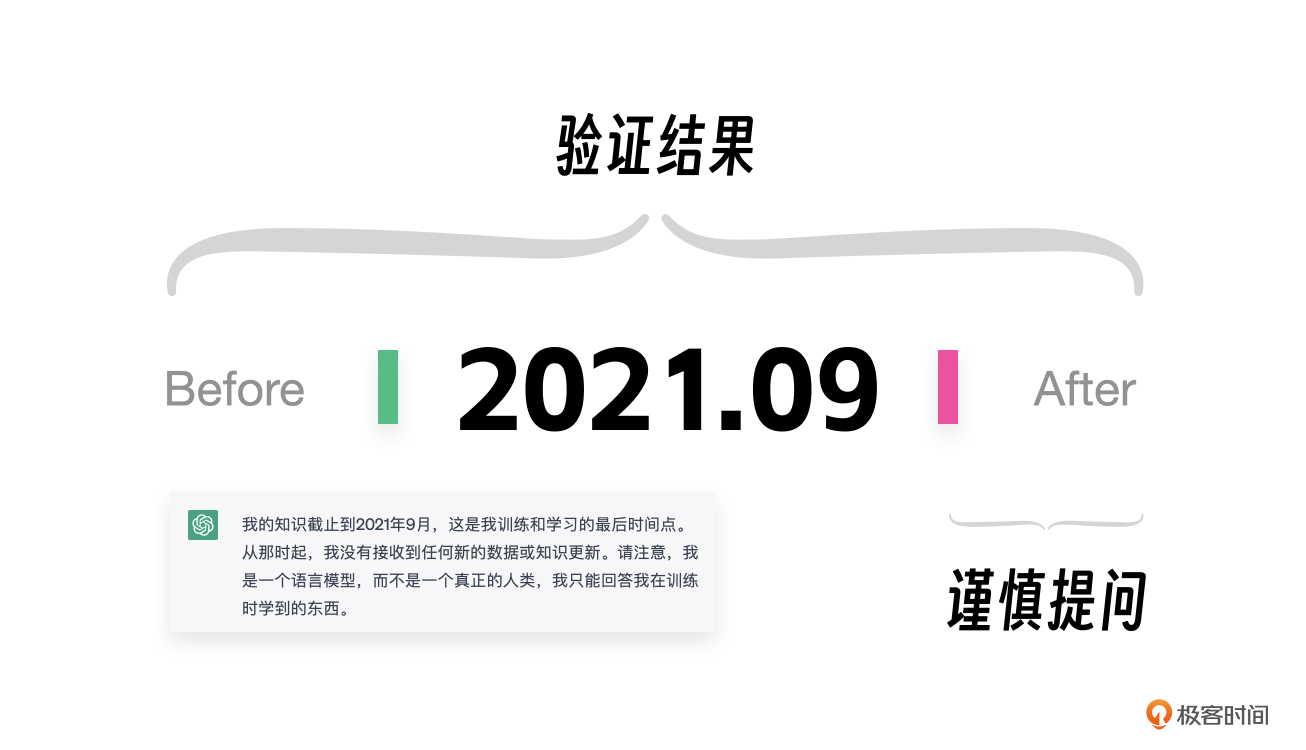 验证结果
Before
2021.09
After
我的知识截止到2021年9月，这是我训练和学习的最后时间点。
从那时起，我没有接收到任何新的数据或知识更新。请注意，我
是一个语言模型，而不是一个真正的人类，我只能回答我在训练
时学到的东西。
谨慎提问
极客时间